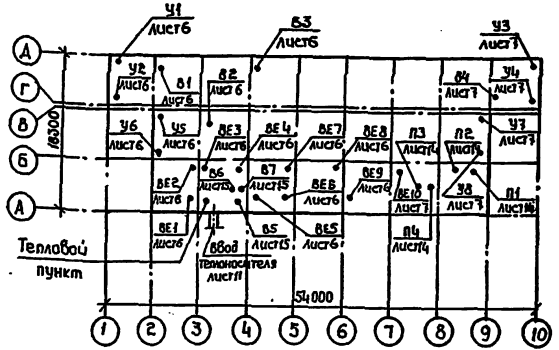 У1
лист6
В3
лист6
У3
лист7
Д
У2
лист6
В1
лист6
В2
лист6
В4
лист7
У4
лист7
Г
В
16300
У6
лист6
У5
лист6
ВЕ3
лист6
ВЕ4
лист6
ВЕ7
лист6
ВЕ8
лист6
П3
лист14
П2
У7
лист7
Б
ВЕ2
лист6
В6
В7
лист15
ВЕ6
лист6
ВЕ9
лист6
ВЕ10
лист7
У8
лист7
П1
лист14
А
ВЕ1
лист6
В5
лист15
ВЕ5
лист6
П4
лист14
Тепловой
пункт
Ввод
теплоносителя
лист11
54000
1
2
3
4
5
6
7
8
9
10